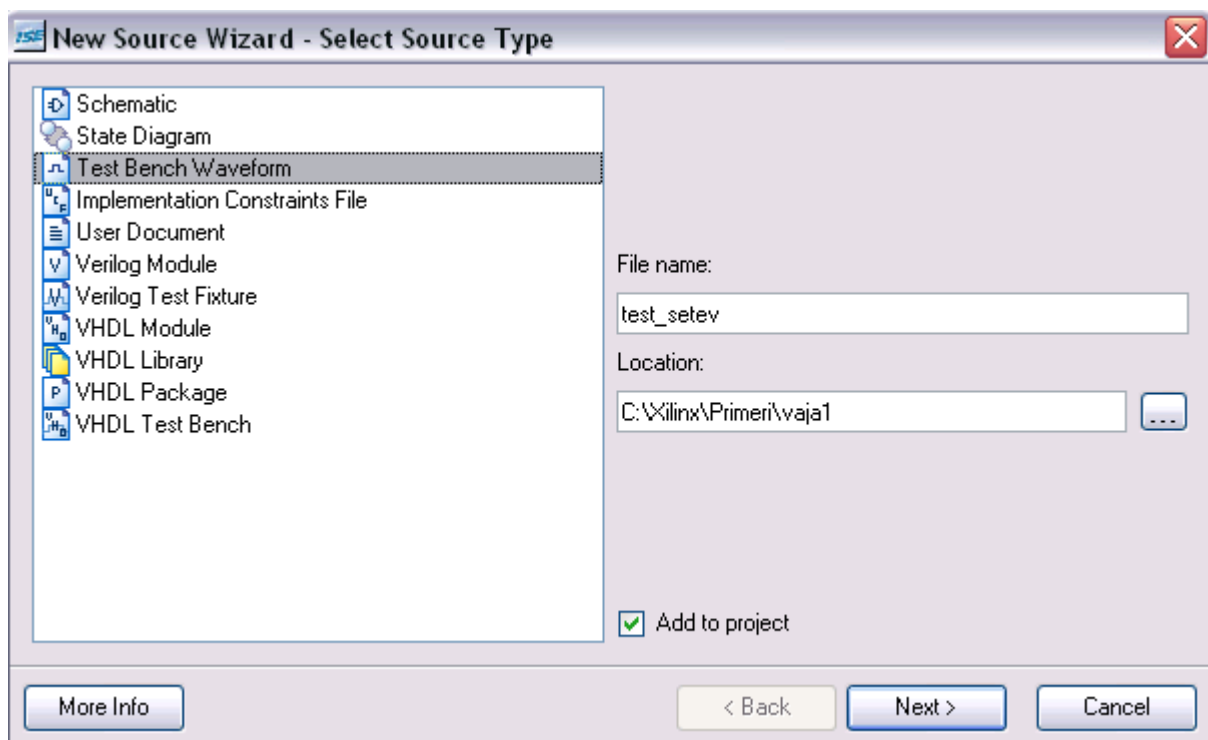 ISE New Source Wizard - Select Source Type
Schematic
State Diagram
Test Bench Waveform
Implementation Constraints File
User Document
Verilog Module
Verilog Test Fixture
VHDL Module
VHDL Library
VHDL Package
VHDL Test Bench
File name:
test_setev
Location:
C:\Xilinx\Primeri\vaja1
...
Add to project
More Info
< Back
Next >
Cancel